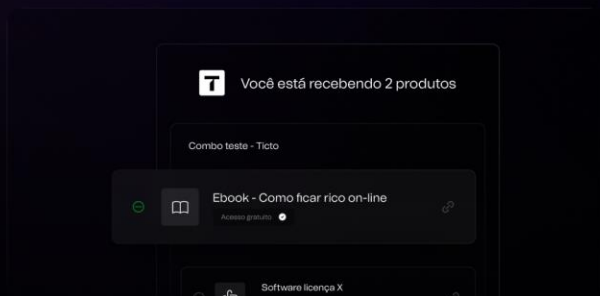 T
Você está recebendo 2 produtos
Combo teste - Ticto
Ebook - Como ficar rico on-line
Acesso gratuito
Software licença X